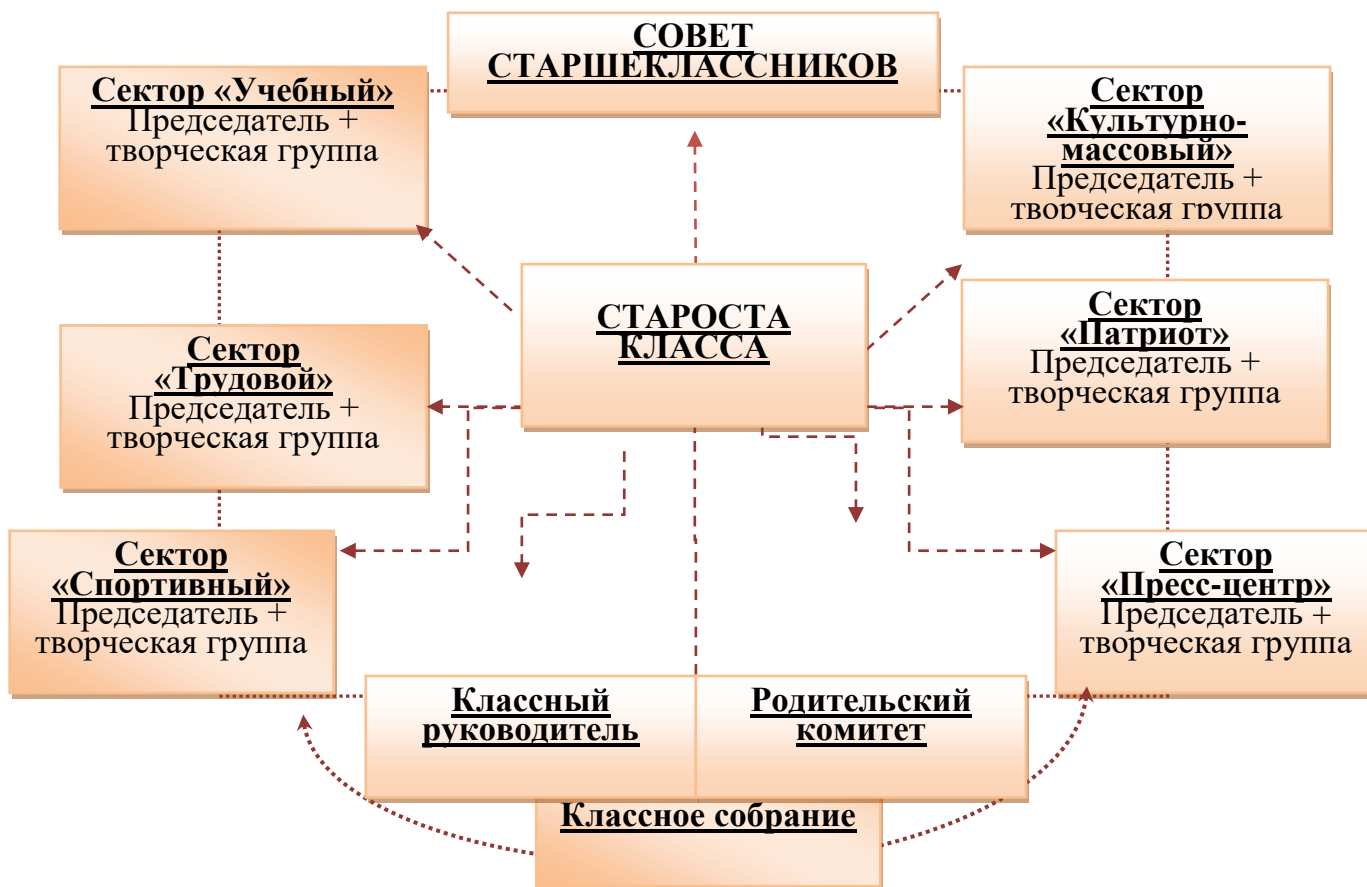 СОВЕТ
СТАРШЕКЛАССНИКОВ
Сектор «Учебный»
Председатель +
творческая группа
Сектор
«Культурно-
массовый»
Председатель +
творческая группа
СТАРОСТА
КЛАССА
Сектор
«Патриот»
Председатель +
творческая группа
Сектор
«Трудовой»
Председатель +
творческая группа
Сектор
«Спортивный»
Председатель +
творческая группа
Сектор
«Пресс-центр»
Председатель +
творческая группа
Классный
руководитель
Родительский
комитет
Классное собрание